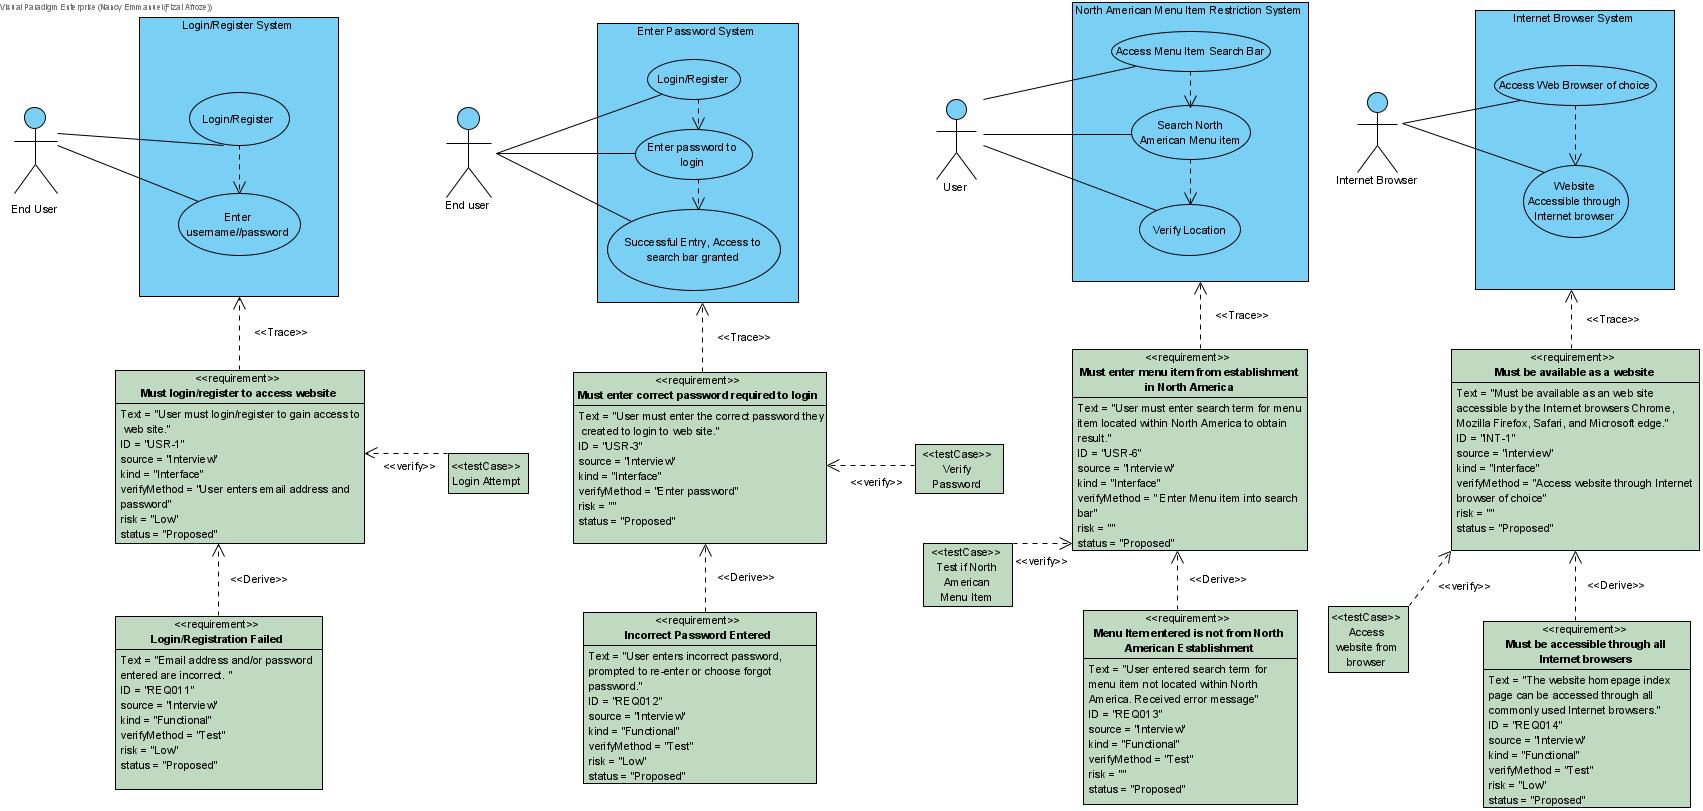 Visual Paradigm Enterprise (Nancy Emmanuel(Fizal Afroze))
Login/Register System
Login/Register
Enter
username//password
End User
<<Trace>>
<<requirement>>
Must login/register to access website
Text = "User must login/register to gain access to
web site."
ID = "USR-1"
source = "Interview"
kind = "Interface"
verifyMethod = "User enters email address and
password"
risk = "Low"
status = "Proposed"
<<verify>>
<<testCase>>
Login Attempt
<<Derive>>
<<requirement>>
Login/Registration Failed
Text = "Email address and/or password
entered are incorrect. "
ID = "REQ011"
source = "Interview"
kind = "Functional"
verifyMethod = "Test"
risk = "Low"
status = "Proposed"
Enter Password System
Login/Register
Enter password to
login
Successful Entry, Access to
search bar granted
End user
<<Trace>>
<<requirement>>
Must enter correct password required to login
Text = "User must enter the correct password they
created to login to web site."
ID = "USR-3"
source = "Interview"
kind = "Interface"
verifyMethod = "Enter password"
risk = ""
status = "Proposed"
<<verify>>
<<testCase>>
Verify
Password
<<Derive>>
<<requirement>>
Incorrect Password Entered
Text = "User enters incorrect password,
prompted to re-enter or choose forgot
password."
ID = "REQ012"
source = "Interview"
kind = "Functional"
verifyMethod = "Test"
risk = "Low"
status = "Proposed"
North American Menu Item Restriction System
Access Menu Item Search Bar
Search North
American Menu item
Verify Location
User
<<Trace>>
<<requirement>>
Must enter menu item from establishment
in North America
Text = "User must enter search term for menu
item located within North America to obtain
result."
ID = "USR-6"
source = "Interview"
kind = "Interface"
verifyMethod = "Enter Menu item into search
bar"
risk = ""
status = "Proposed"
<<testCase>>
Test if North
American
Menu Item
<<verify>>
<<Derive>>
<<requirement>>
Menu Item entered is not from North
American Establishment
Text = "User entered search term for
menu item not located within North
America. Received error message"
ID = "REQ013"
source = "Interview"
kind = "Functional"
verifyMethod = "Test"
risk = ""
status = "Proposed"
Internet Browser System
Access Web Browser of choice
Website
Accessible through
Internet browser
Internet Browser
<<Trace>>
<<requirement>>
Must be available as a website
Text = "Must be available as an web site
accessible by the Internet browsers Chrome,
Mozilla Firefox, Safari, and Microsoft edge."
ID = "INT-1"
source = "interview"
kind = "Interface"
verifyMethod = "Access website through Internet
browser of choice"
risk = ""
status = "Proposed"
<<testCase>>
Access
website from
browser
<<verify>>
<<Derive>>
<<requirement>>
Must be accessible through all
Internet browsers
Text = "The website homepage index
page can be accessed through all
commonly used Internet browsers."
ID = "REQ014"
source = "Interview"
kind = "Functional"
verifyMethod = "Test"
risk = "Low"
status = "Proposed"